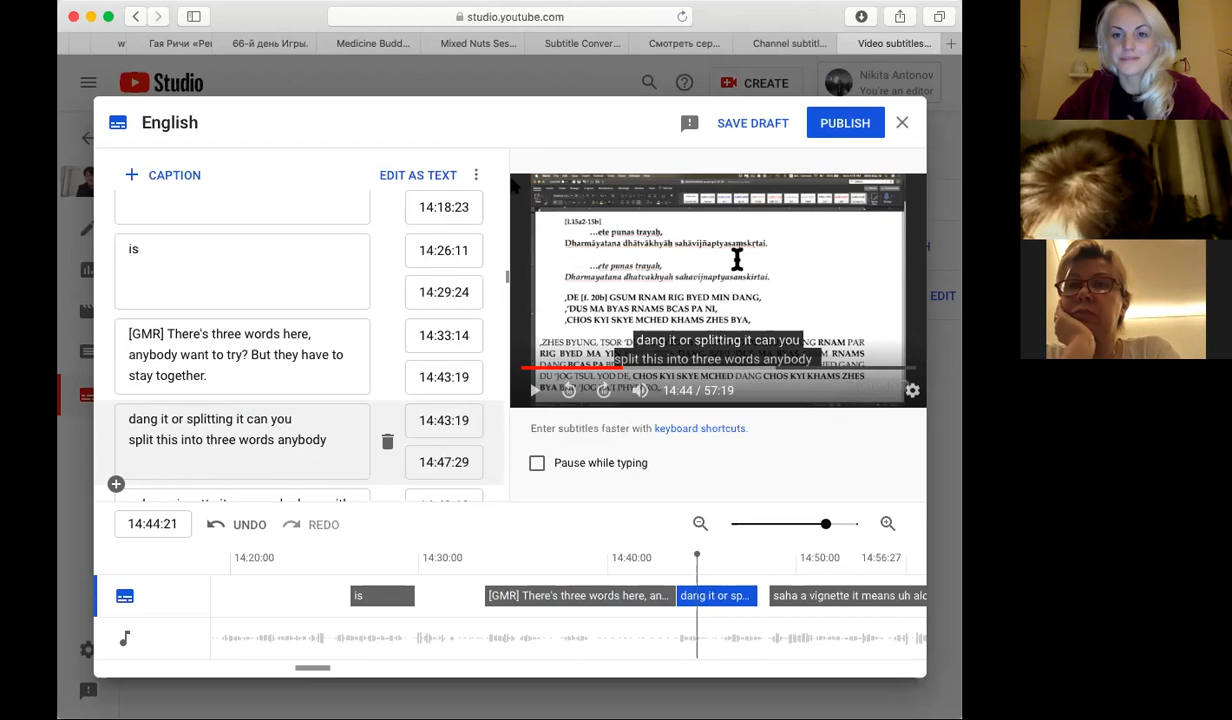 studio.youtube.com
w
Гая Ричи «Ре
66-й день Игры.
Medicine Budd...
Mixed Nuts Ses...
Subtitle Conver...
Смотреть сер...
Channel subtitl...
Video subtitles...
Studio
CREATE
Nikita Antonov
You're an editor
English
SAVE DRAFT
PUBLISH
CAPTION
EDIT AS TEXT
14:18:23
is
14:26:11
14:29:24
[GMR] There's three words here,
anybody want to try? But they have to
stay together.
14:33:14
14:43:19
dang it or splitting it can you
split this into three words anybody
14:43:19
14:47:29
[I.15a2-15b]
...ete punas trayaḥ,
Dharmāyatana dhātvākhyāḥ sahāvijñaptyasaṃskṛtai.
...ete punas trayah,
Dharmayatana dhatvakhyah sahavijnaptyasanskirtai.
,DE [f. 20b] GSUM RNAM RIG BYED MIN DANG,
,'DUS MA BYAS RNAMS BCAS PA NI,
,CHOS KYI SKYE MCHED KHAMS ZHES BYA,
dang it or splitting it can you
split this into three words anybody
14:44 / 57:19
Enter subtitles faster with keyboard shortcuts.
Pause while typing
EDIT
14:44:21
UNDO
REDO
14:20:00
14:30:00
14:40:00
14:50:00
14:56:27
is
[GMR] There's three words here, an...
dang it or sp...
saha a vignette it means uh alo